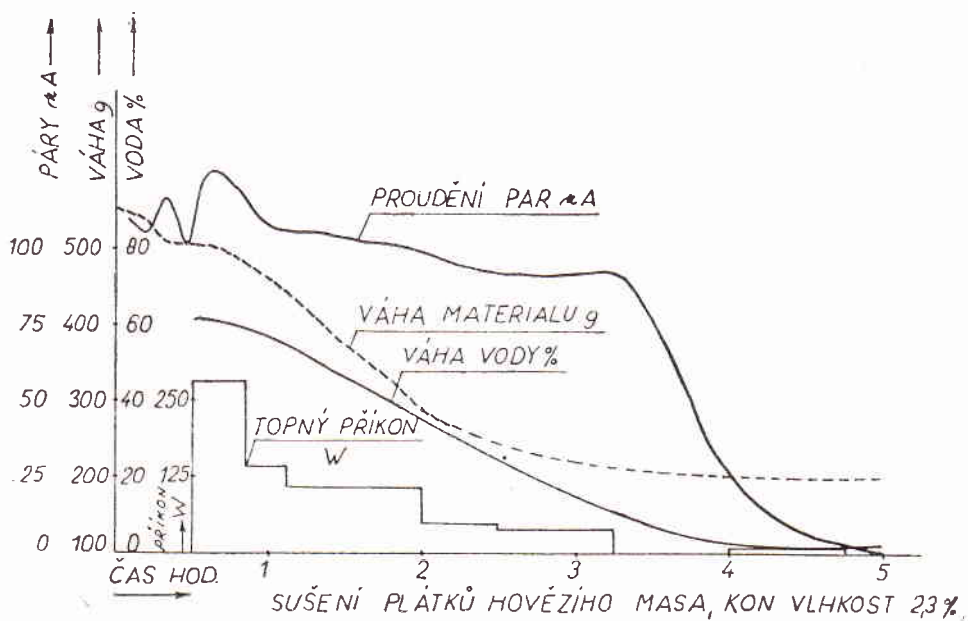 PÁRY µA
VÁHA g
VODA %
PROUDĚNÍ PAR µA
100 500 80
VÁHA MATERIALU g
75 400 60
VÁHA VODY %
50 300 40 250
TOPNÝ PŘÍKON
W
25 200 20 125
PŘÍKON
W
0 100 0
ČAS HOD. 1 2 3 4 5
SUŠENÍ PLÁTKŮ HOVĚZÍHO MASA, KON VLHKOST 2,3%,